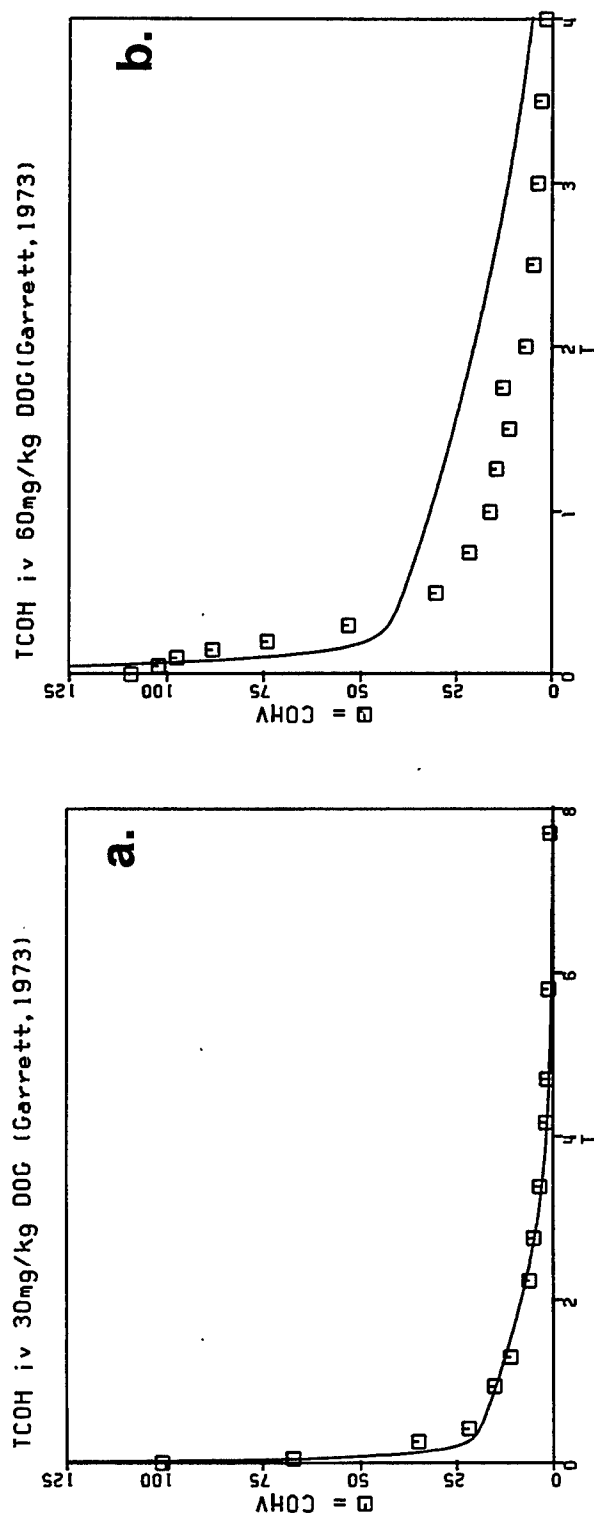 TCOH iv 30mg/kg DOG (Garrett,1973)
a.
= COHV
125
100
75
50
25
0
0 2 4 6 8
T
TCOH iv 60mg/kg DOG(Garrett,1973)
b.
= COHV
125
100
75
50
25
0
0 1 2 3 4
T